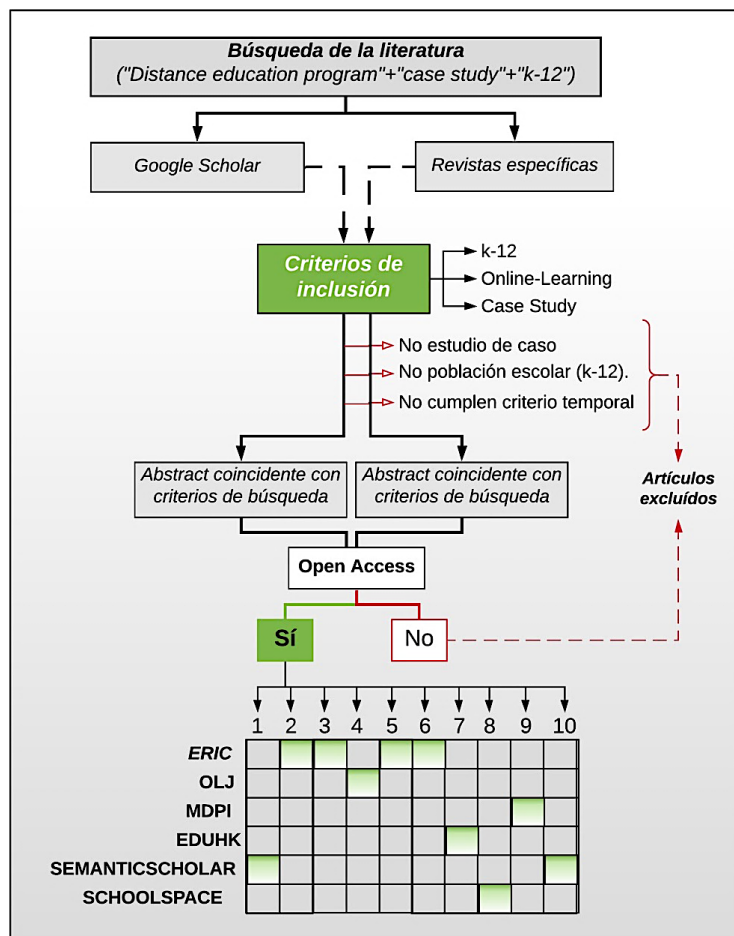 Búsqueda de la literatura
("Distance education program"+"case study"+"k-12")
Google Scholar
Revistas específicas
Criterios de
inclusión
k-12
Online-Learning
Case Study
No estudio de caso
No población escolar (k-12).
No cumplen criterio temporal
Abstract coincidente con
criterios de búsqueda
Abstract coincidente con
criterios de búsqueda
Artículos
excluídos
Open Access
Sí
No
1 2 3 4 5 6 7 8 9 10
ERIC
OLJ
MDPI
EDUHK
SEMANTICSCHOLAR
SCHOOLSPACE